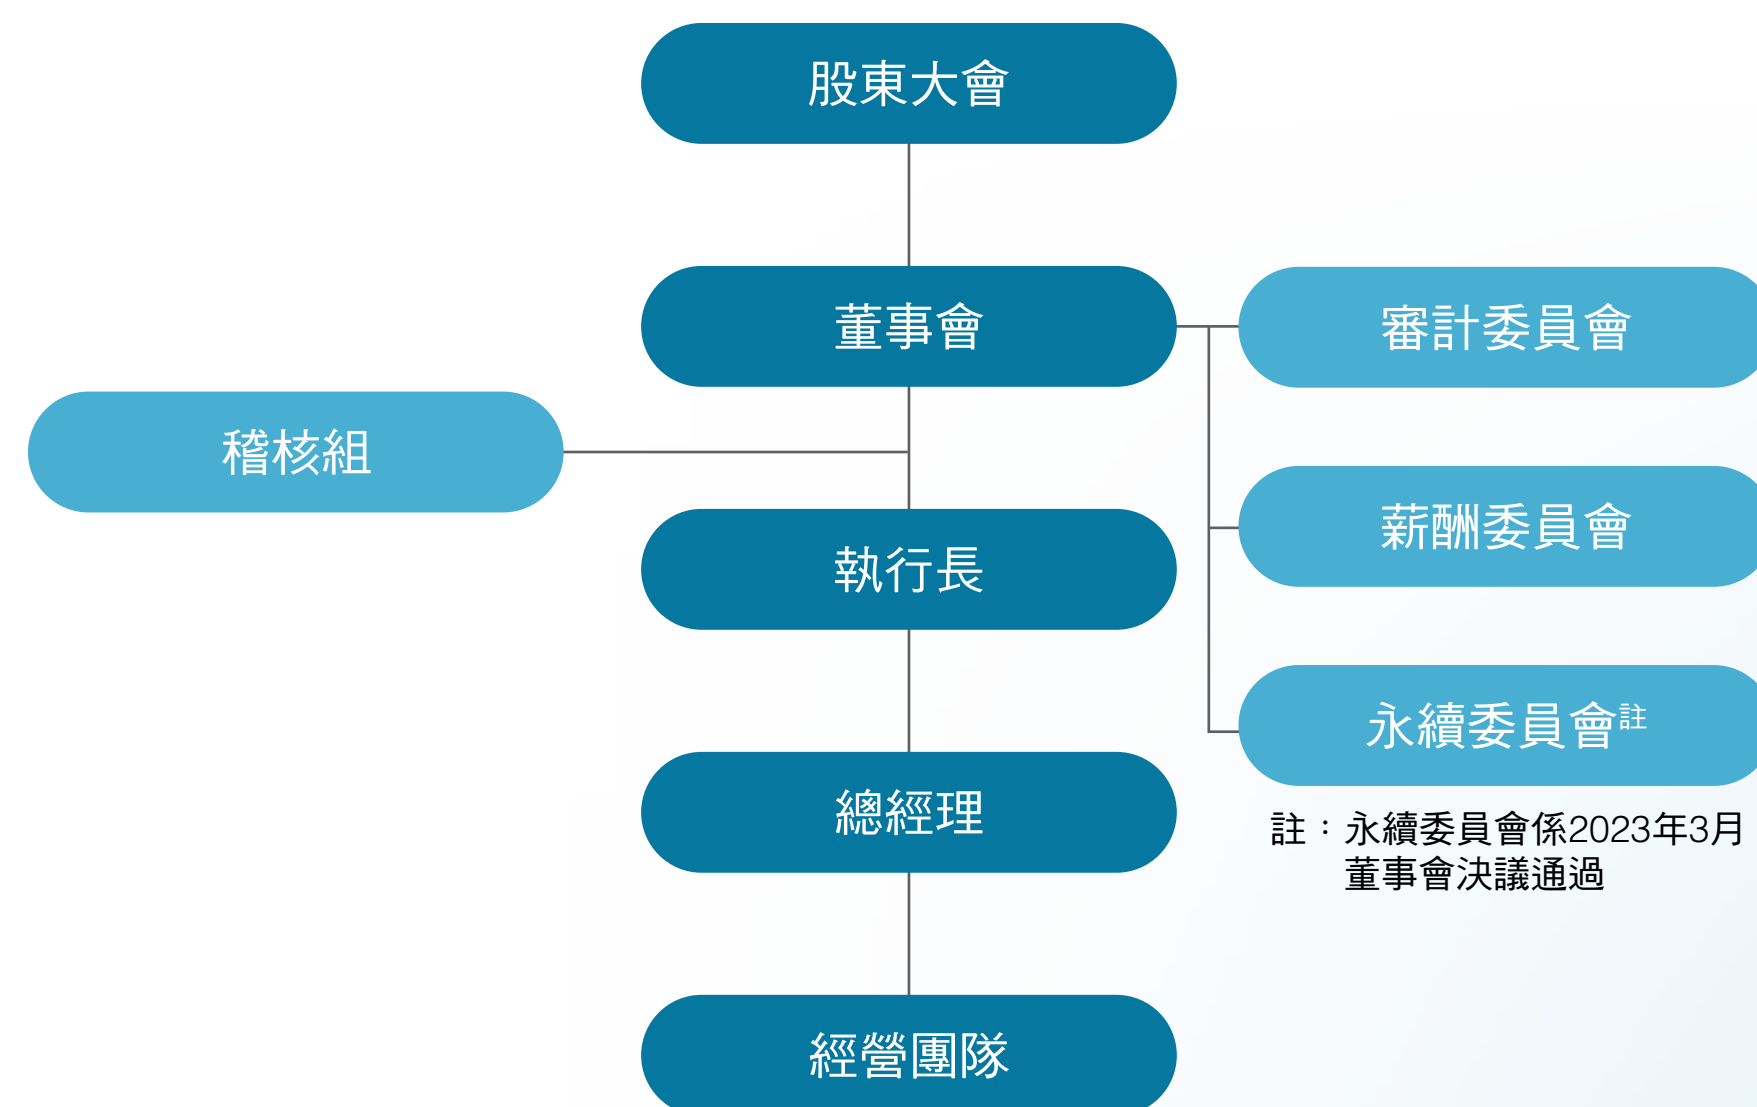 股東大會
董事會
審計委員會
稽核組
薪酬委員會
執行長
永續委員會註
總經理
註：永續委員會係2023年3月
董事會決議通過
經營團隊